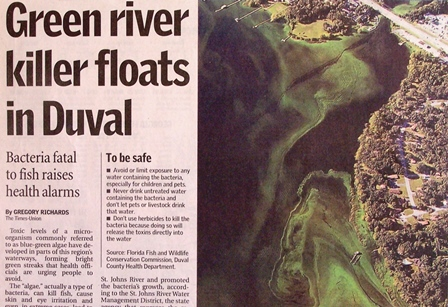 Green river
killer floats
in Duval
Bacteria fatal
to fish raises
health alarms
By GREGORY RICHARDS
The Times-Union
Toxic levels of a micro-
organism commonly referred
to as blue-green algae have de-
veloped in parts of this region's
waterways, forming bright
green streaks that health offi-
cials are urging people to
avoid.
The "algae," actually a type of
bacteria, can kill fish, cause
skin and eye irritation and
To be safe
■ Avoid or limit exposure to any
water containing the bacteria,
especially for children and pets.
■ Never drink untreated water
containing the bacteria and
don't let pets or livestock drink
that water.
■ Don't use herbicides to kill the
bacteria because doing so will
release the toxins directly into
the water
Source: Florida Fish and Wildlife
Conservation Commission, Duval
County Health Department.
St. Johns River and promoted
the bacteria's growth, accord-
ing to the St. Johns River Water
Management District, the state